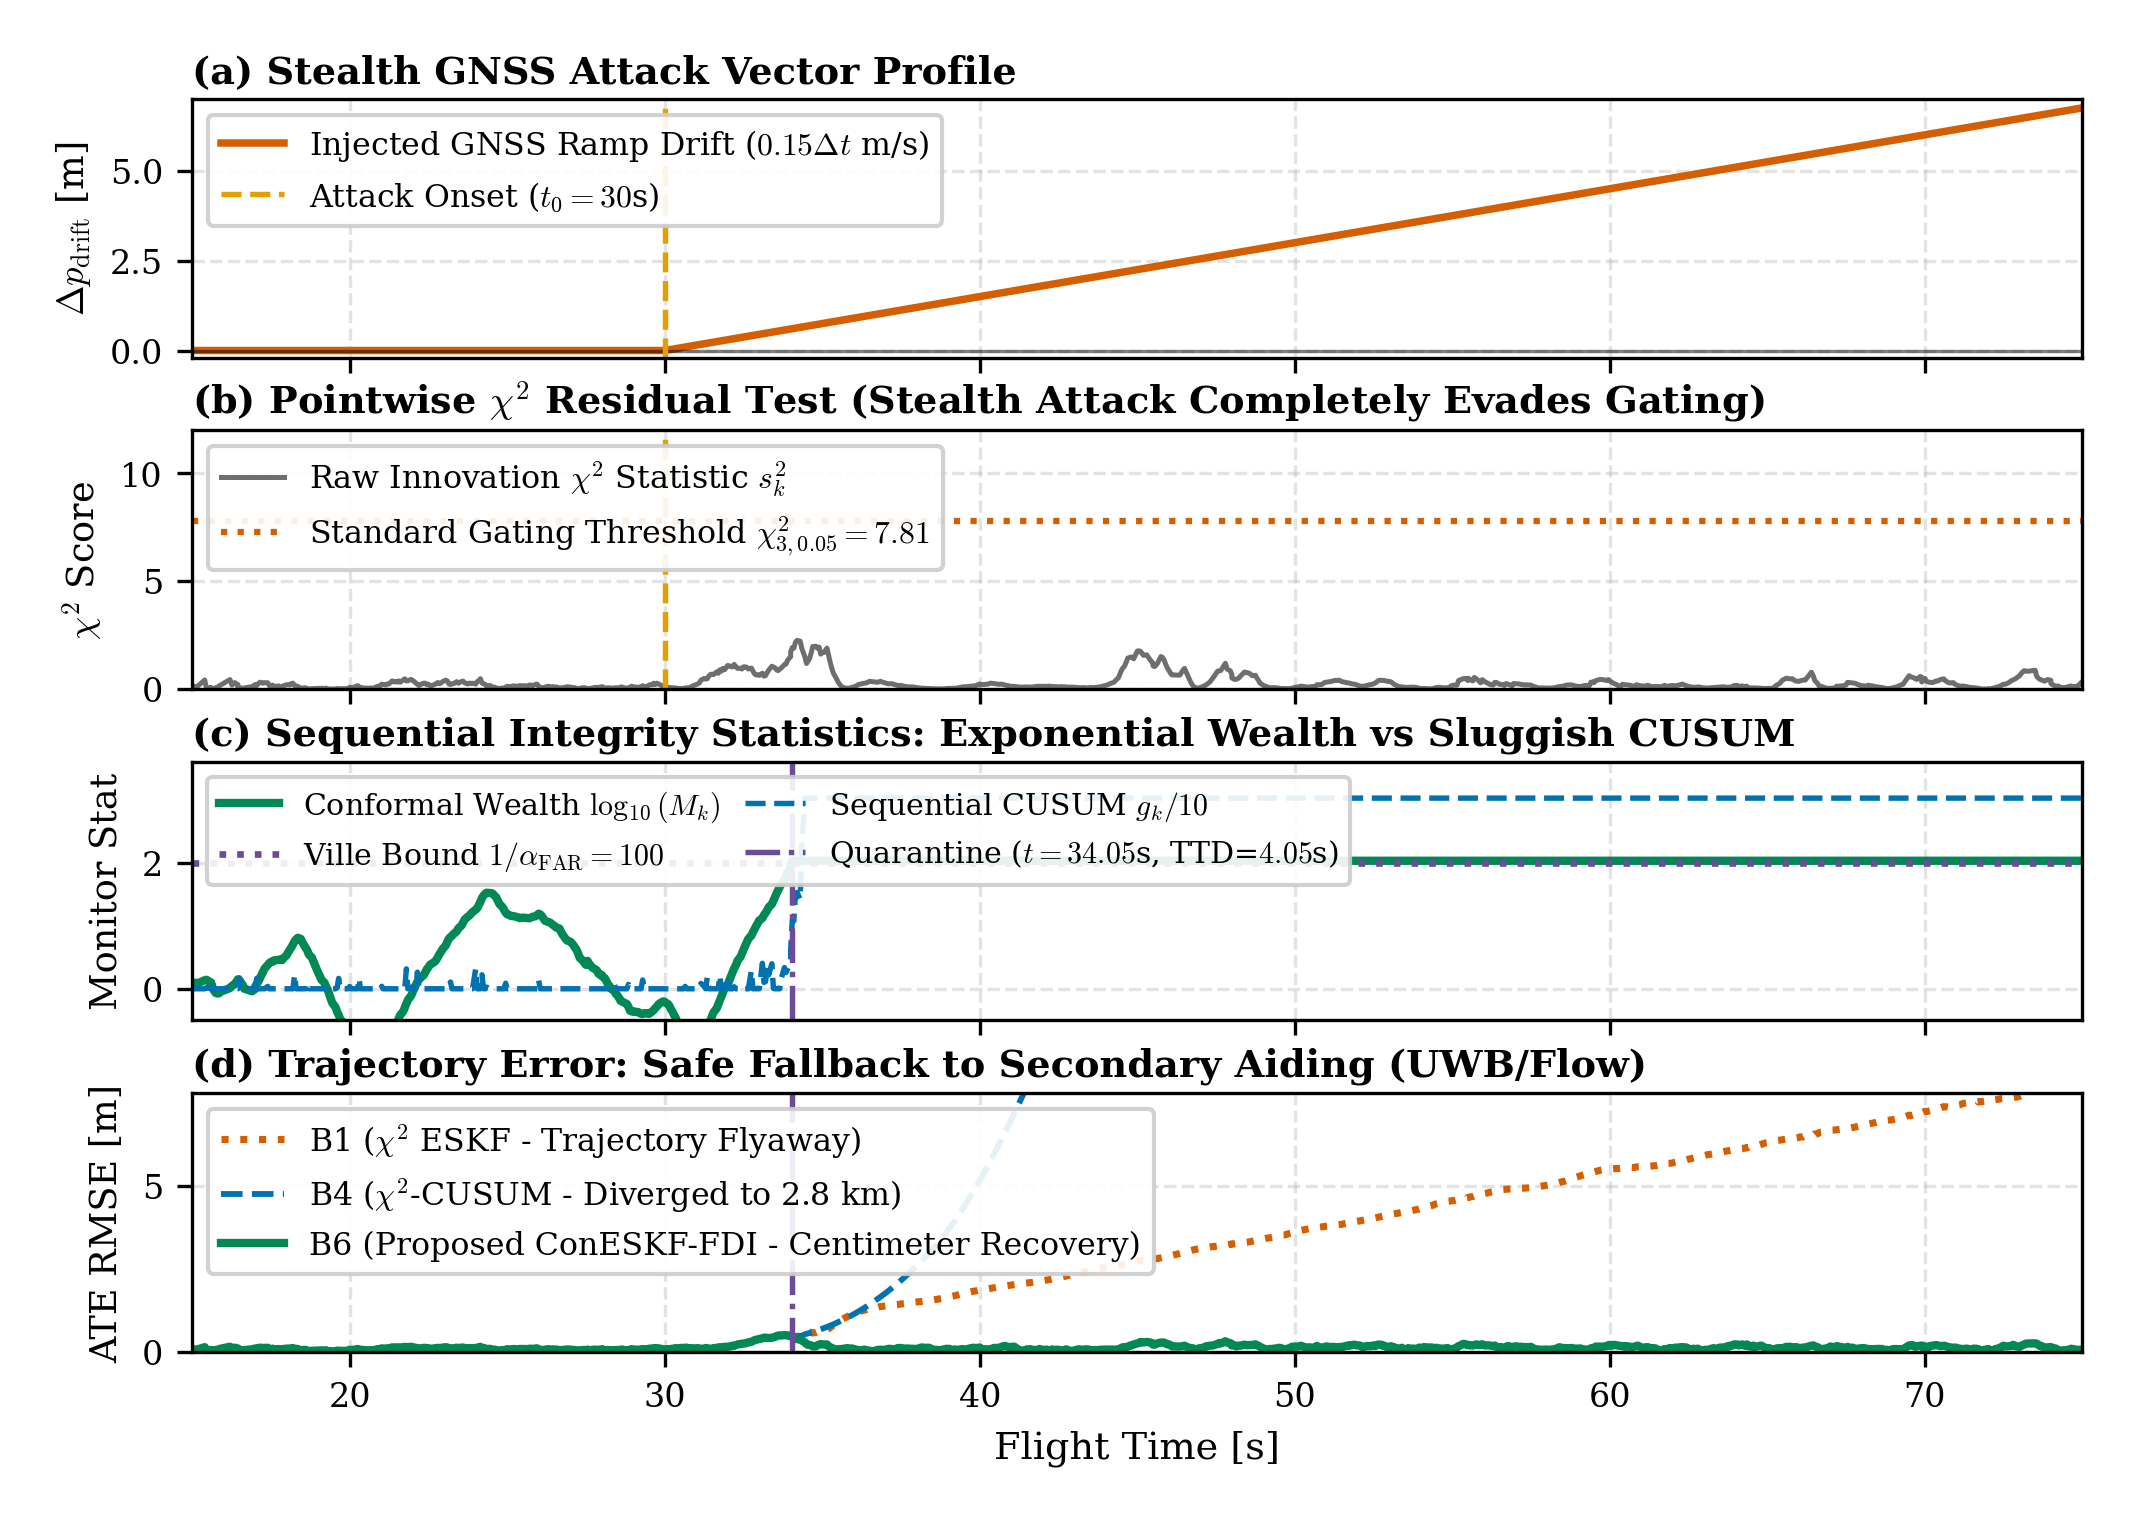 (a) Stealth GNSS Attack Vector Profile
Δp_drift [m]
5.0
2.5
0.0
Injected GNSS Ramp Drift (0.15Δt m/s)
Attack Onset (t₀ = 30s)
(b) Pointwise χ² Residual Test (Stealth Attack Completely Evades Gating)
χ² Score
10
5
0
Raw Innovation χ² Statistic s²_k
Standard Gating Threshold χ²_{3, 0.05} = 7.81
(c) Sequential Integrity Statistics: Exponential Wealth vs Sluggish CUSUM
Monitor Stat
2
0
Conformal Wealth log₁₀ (M_k)
Ville Bound 1/α_FAR = 100
Sequential CUSUM g_k/10
Quarantine (t = 34.05s, TTD=4.05s)
(d) Trajectory Error: Safe Fallback to Secondary Aiding (UWB/Flow)
ATE RMSE [m]
5
0
B1 (χ² ESKF - Trajectory Flyaway)
B4 (χ²-CUSUM - Diverged to 2.8 km)
B6 (Proposed ConESKF-FDI - Centimeter Recovery)
20 30 40 50 60 70
Flight Time [s]